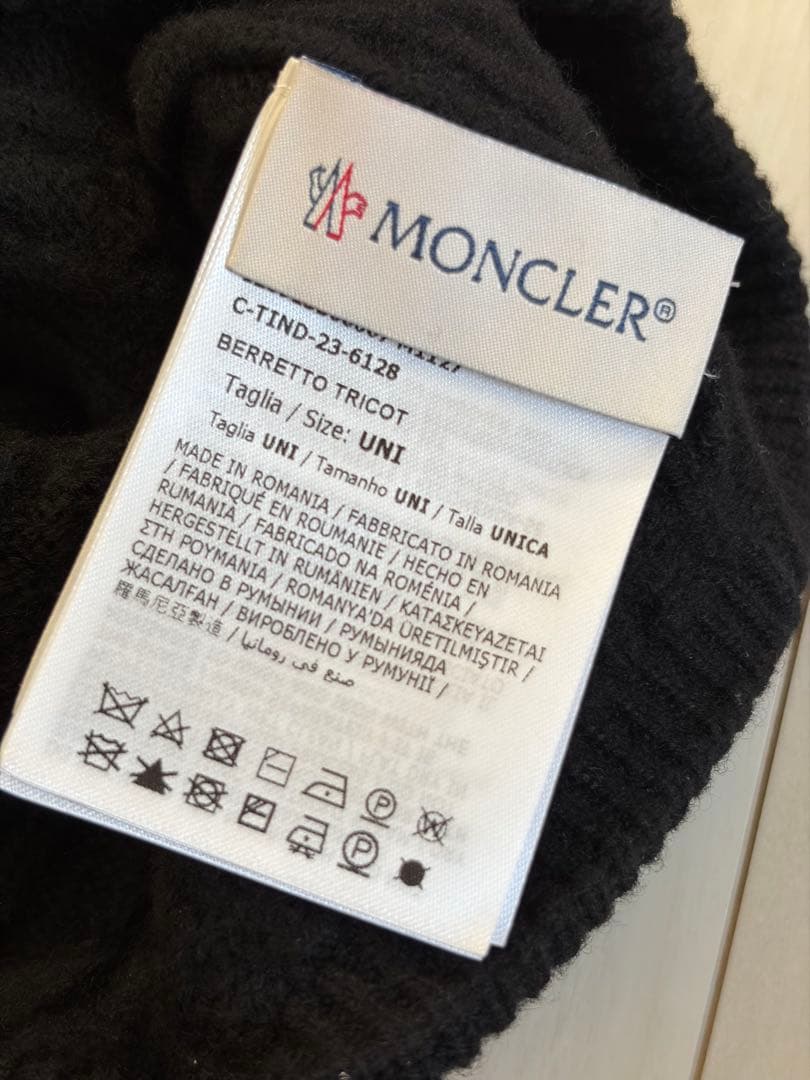 MONCLER®
C-TIND-23-6128
BERRETTO TRICOT
Taglia / Size: UNI
Taglia UNI / Tamanho UNI / Talla UNICA
MADE IN ROMANIA / FABBRICATO IN ROMANIA
/ FABRIQUÉ EN ROUMANIE / HECHO EN
RUMANIA / FABRICADO NA ROMÉNIA /
HERGESTELLT IN RUMÄNIEN / ΚΑΤΑΣΚΕΥΑΖΕΤΑΙ
ΣΤΗ ΡΟΥΜΑΝΙΑ / ROMANYA'DA ÜRETILMIŞTIR /
СДЕЛАНО В РУМЫНИИ / РУМЫНИЯДА
ЖАСАЛҒАН / ВИРОБЛЕНО У РУМУНІЇ /
羅馬尼亞製造 / صنع في رومانيا
P
W
P